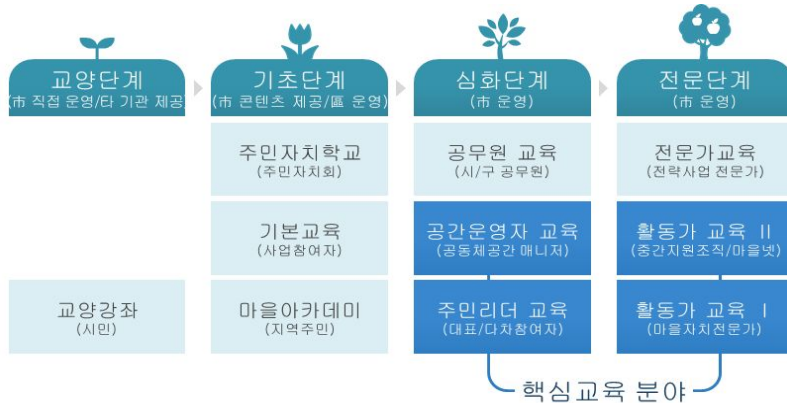 교양단계
(市 직접 운영/타 기관 제공)
기초단계
(市 콘텐츠 제공/區 운영)
심화단계
(市 운영)
전문단계
(市 운영)
주민자치학교
(주민자치회)
공무원 교육
(시/구 공무원)
전문가교육
(전략사업 전문가)
기본교육
(사업참여자)
공간운영자 교육
(공동체공간 매니저)
활동가 교육 II
(중간지원조직/마을넷)
교양강좌
(시민)
마을아카데미
(지역주민)
주민리더 교육
(대표/다차참여자)
활동가 교육 I
(마을자치전문가)
핵심교육 분야